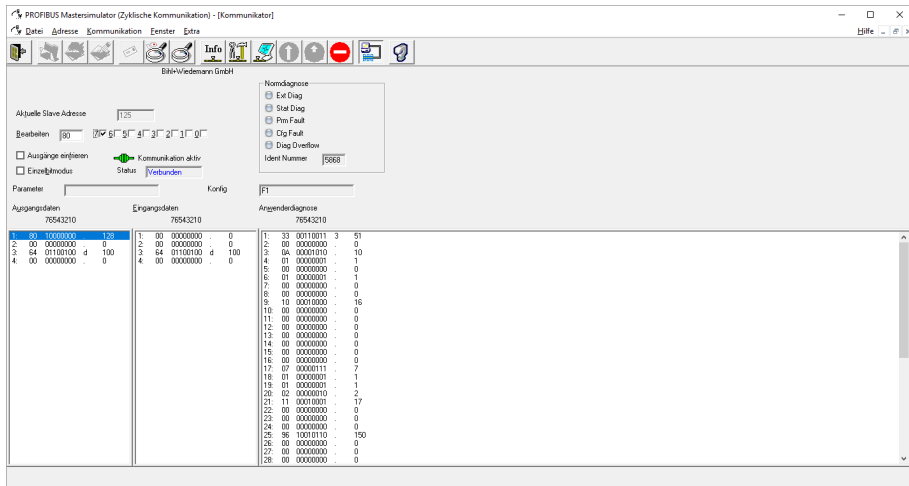 PROFIBUS Mastersimulator (Zyklische Kommunikation) - [Kommunikator]
Datei Adresse Kommunikation Fenster Extra Hilfe
Info
Bihl+Wiedemann GmbH
Normdiagnose
Ext Diag
Stat Diag
Aktuelle Slave Adresse 125
Prm Fault
Bearbeiten 80 7 6 5 4 3 2 1 0
Cfg Fault
Diag Overflow
Ausgänge einfrieren Kommunikation aktiv Ident Nummer 5868
Einzelbitmodus Status Verbunden
Parameter Konfig F1
Ausgangsdaten Eingangsdaten Anwenderdiagnose
76543210 76543210 76543210
1: 80 10000000 . 128 1: 00 00000000 . 0 1: 33 00110011 3 51
2: 00 00000000 . 0 2: 00 00000000 . 0 2: 00 00000000 . 0
3: 64 01100100 d 100 3: 64 01100100 d 100 3: 0A 00001010 . 10
4: 00 00000000 . 0 4: 00 00000000 . 0 4: 01 00000001 . 1
5: 00 00000000 . 0
6: 01 00000001 . 1
7: 00 00000000 . 0
8: 00 00000000 . 0
9: 10 00010000 . 16
10: 00 00000000 . 0
11: 00 00000000 . 0
12: 00 00000000 . 0
13: 00 00000000 . 0
14: 00 00000000 . 0
15: 00 00000000 . 0
16: 00 00000000 . 0
17: 07 00000111 . 7
18: 01 00000001 . 1
19: 01 00000001 . 1
20: 02 00000010 . 2
21: 11 00010001 . 17
22: 00 00000000 . 0
23: 00 00000000 . 0
24: 00 00000000 . 0
25: 96 10010110 . 150
26: 00 00000000 . 0
27: 00 00000000 . 0
28: 00 00000000 . 0